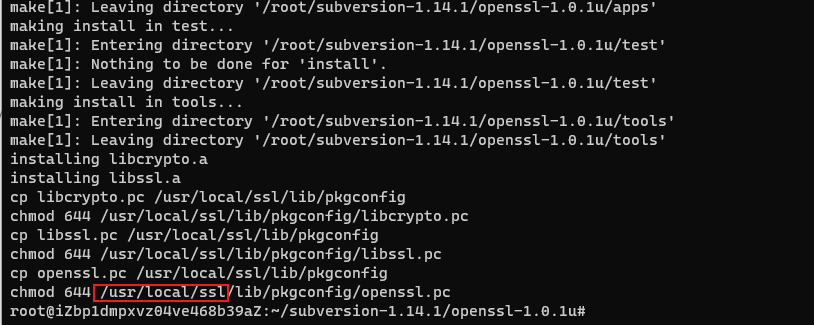 make[1]: Leaving directory '/root/subversion-1.14.1/openssl-1.0.1u/apps'
making install in test...
make[1]: Entering directory '/root/subversion-1.14.1/openssl-1.0.1u/test'
make[1]: Nothing to be done for 'install'.
make[1]: Leaving directory '/root/subversion-1.14.1/openssl-1.0.1u/test'
making install in tools...
make[1]: Entering directory '/root/subversion-1.14.1/openssl-1.0.1u/tools'
make[1]: Leaving directory '/root/subversion-1.14.1/openssl-1.0.1u/tools'
installing libcrypto.a
installing libssl.a
cp libcrypto.pc /usr/local/ssl/lib/pkgconfig
chmod 644 /usr/local/ssl/lib/pkgconfig/libcrypto.pc
cp libssl.pc /usr/local/ssl/lib/pkgconfig
chmod 644 /usr/local/ssl/lib/pkgconfig/libssl.pc
cp openssl.pc /usr/local/ssl/lib/pkgconfig
chmod 644 /usr/local/ssl/lib/pkgconfig/openssl.pc
root@iZbp1dmpxvz04ve468b39aZ:~/subversion-1.14.1/openssl-1.0.1u#